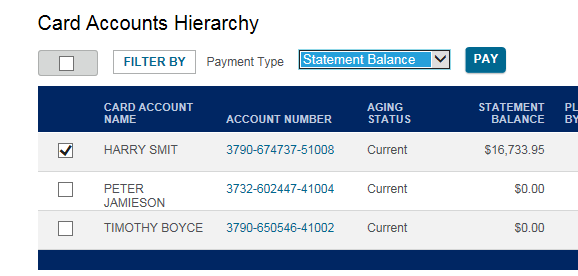 Card Accounts Hierarchy
FILTER BY Payment Type Statement Balance PAY
CARD ACCOUNT AGING STATEMENT PL
NAME ACCOUNT NUMBER STATUS BALANCE BY
HARRY SMIT 3790-674737-51008 Current $16,733.95
PETER 3732-602447-41004 Current $0.00
JAMIESON
TIMOTHY BOYCE 3790-650546-41002 Current $0.00